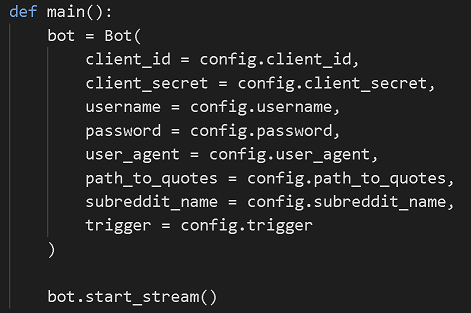 def main():
    bot = Bot(
        client_id = config.client_id,
        client_secret = config.client_secret,
        username = config.username,
        password = config.password,
        user_agent = config.user_agent,
        path_to_quotes = config.path_to_quotes,
        subreddit_name = config.subreddit_name,
        trigger = config.trigger
    )

    bot.start_stream()